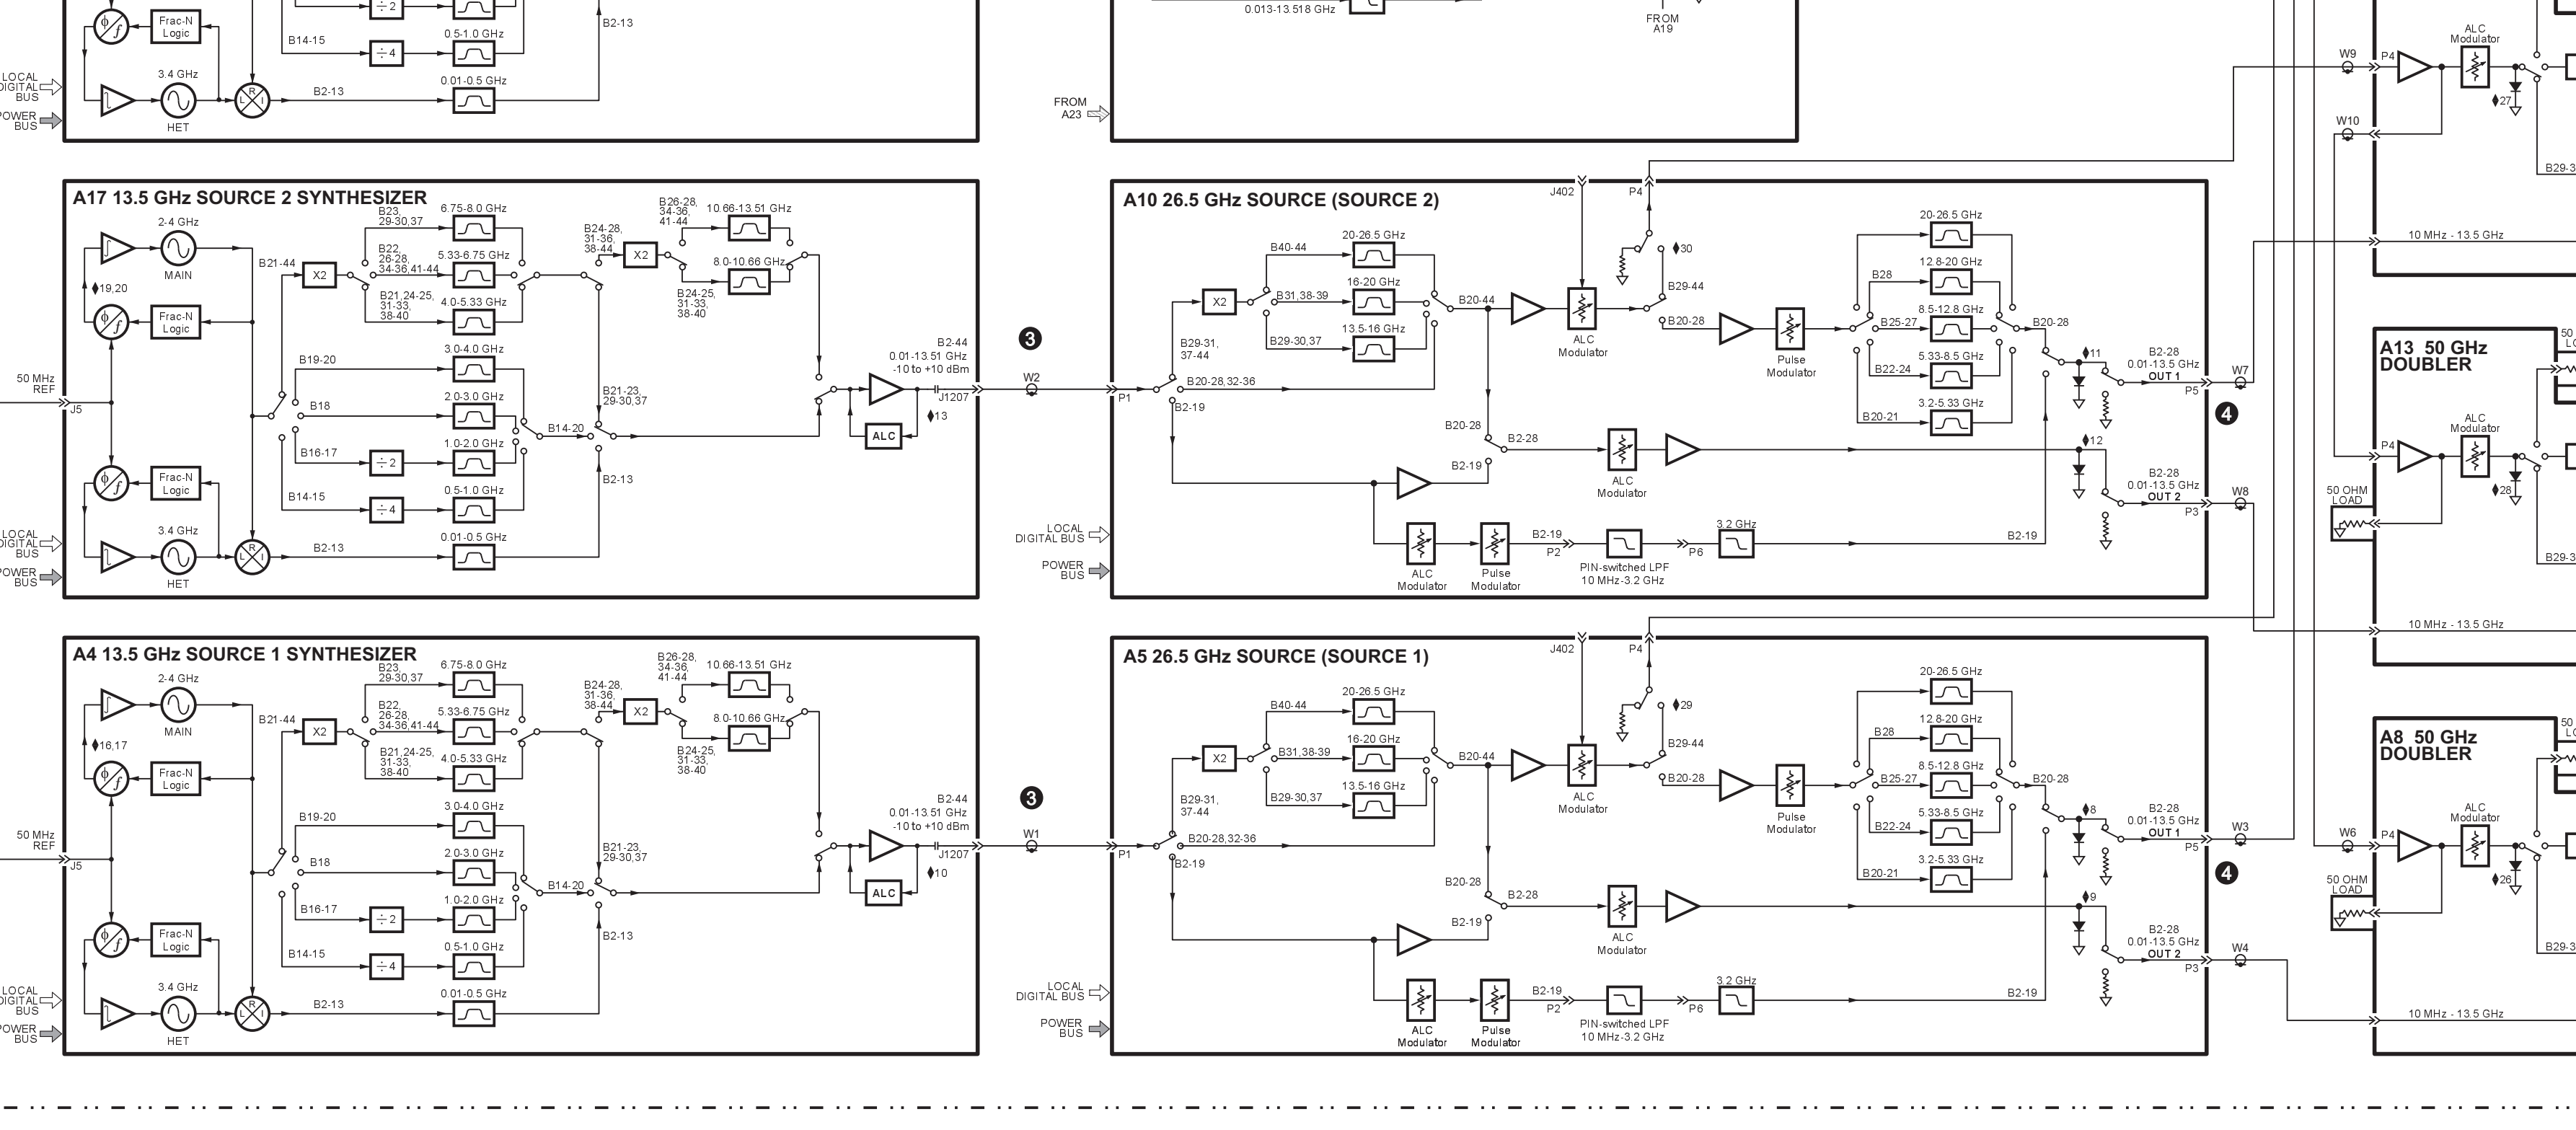 Frac-N
Logic
÷2
B14-15
÷4
0.5-1.0 GHz
B2-13
LOCAL
DIGITAL
BUS
3.4 GHz
HET
L
R
I
B2-13
0.01-0.5 GHz
POWER
BUS
0.013-13.518 GHz
FROM
A19
FROM
A23
W9
P4
ALC
Modulator
27
W10
B29-3
A17 13.5 GHz SOURCE 2 SYNTHESIZER
2-4 GHz
MAIN
19,20
Frac-N
Logic
50 MHz
REF
J5
Frac-N
Logic
LOCAL
DIGITAL
BUS
3.4 GHz
HET
POWER
BUS
L
R
I
B21-44
X2
B23,
29-30,37
6.75-8.0 GHz
B22,
26-28,
34-36,41-44
5.33-6.75 GHz
B21,24-25,
31-33,
38-40
4.0-5.33 GHz
B19-20
3.0-4.0 GHz
B18
2.0-3.0 GHz
B16-17
÷2
1.0-2.0 GHz
B14-15
÷4
0.5-1.0 GHz
B2-13
0.01-0.5 GHz
B24-28,
31-36,
38-44
X2
B26-28,
34-36,
41-44
10.66-13.51 GHz
8.0-10.66 GHz
B24-25,
31-33,
38-40
B21-23,
29-30,37
B14-20
B2-13
B2-44
0.01-13.51 GHz
-10 to +10 dBm
J1207
13
ALC
3
W2
A10 26.5 GHz SOURCE (SOURCE 2)
J402
P4
P1
B29-31,
37-44
X2
B40-44
20-26.5 GHz
B31,38-39
16-20 GHz
B29-30,37
13.5-16 GHz
B20-28,32-36
B2-19
B20-44
ALC
Modulator
30
B29-44
B20-28
Pulse
Modulator
20-26.5 GHz
12.8-20 GHz
B28
8.5-12.8 GHz
B25-27
5.33-8.5 GHz
B22-24
3.2-5.33 GHz
B20-21
B20-28
11
B2-28
0.01-13.5 GHz
OUT 1
P5
W7
4
B20-28
B2-28
B2-19
ALC
Modulator
12
B2-28
0.01-13.5 GHz
OUT 2
P3
W8
LOCAL
DIGITAL BUS
POWER
BUS
ALC
Modulator
Pulse
Modulator
B2-19
P2
PIN-switched LPF
10 MHz-3.2 GHz
P6
3.2 GHz
B2-19
10 MHz - 13.5 GHz
50
A13 50 GHz
DOUBLER
ALC
Modulator
P4
28
50 OHM
LOAD
B29-3
10 MHz - 13.5 GHz
A4 13.5 GHz SOURCE 1 SYNTHESIZER
2-4 GHz
MAIN
16,17
Frac-N
Logic
50 MHz
REF
J5
Frac-N
Logic
LOCAL
DIGITAL
BUS
3.4 GHz
HET
POWER
BUS
L
R
I
B21-44
X2
B23,
29-30,37
6.75-8.0 GHz
B22,
26-28,
34-36,41-44
5.33-6.75 GHz
B21,24-25,
31-33,
38-40
4.0-5.33 GHz
B19-20
3.0-4.0 GHz
B18
2.0-3.0 GHz
B16-17
÷2
1.0-2.0 GHz
B14-15
÷4
0.5-1.0 GHz
B2-13
0.01-0.5 GHz
B24-28,
31-36,
38-44
X2
B26-28,
34-36,
41-44
10.66-13.51 GHz
8.0-10.66 GHz
B24-25,
31-33,
38-40
B21-23,
29-30,37
B14-20
B2-13
B2-44
0.01-13.51 GHz
-10 to +10 dBm
J1207
10
ALC
3
W1
A5 26.5 GHz SOURCE (SOURCE 1)
J402
P4
P1
B29-31,
37-44
X2
B40-44
20-26.5 GHz
B31,38-39
16-20 GHz
B29-30,37
13.5-16 GHz
B20-28,32-36
B2-19
B20-44
ALC
Modulator
29
B29-44
B20-28
Pulse
Modulator
20-26.5 GHz
12.8-20 GHz
B28
8.5-12.8 GHz
B25-27
5.33-8.5 GHz
B22-24
3.2-5.33 GHz
B20-21
B20-28
8
B2-28
0.01-13.5 GHz
OUT 1
P5
W3
4
B20-28
B2-28
B2-19
ALC
Modulator
9
B2-28
0.01-13.5 GHz
OUT 2
P3
W4
LOCAL
DIGITAL BUS
POWER
BUS
ALC
Modulator
Pulse
Modulator
B2-19
P2
PIN-switched LPF
10 MHz-3.2 GHz
P6
3.2 GHz
B2-19
50
A8 50 GHz
DOUBLER
ALC
Modulator
W6
P4
26
50 OHM
LOAD
B29-3
10 MHz - 13.5 GHz